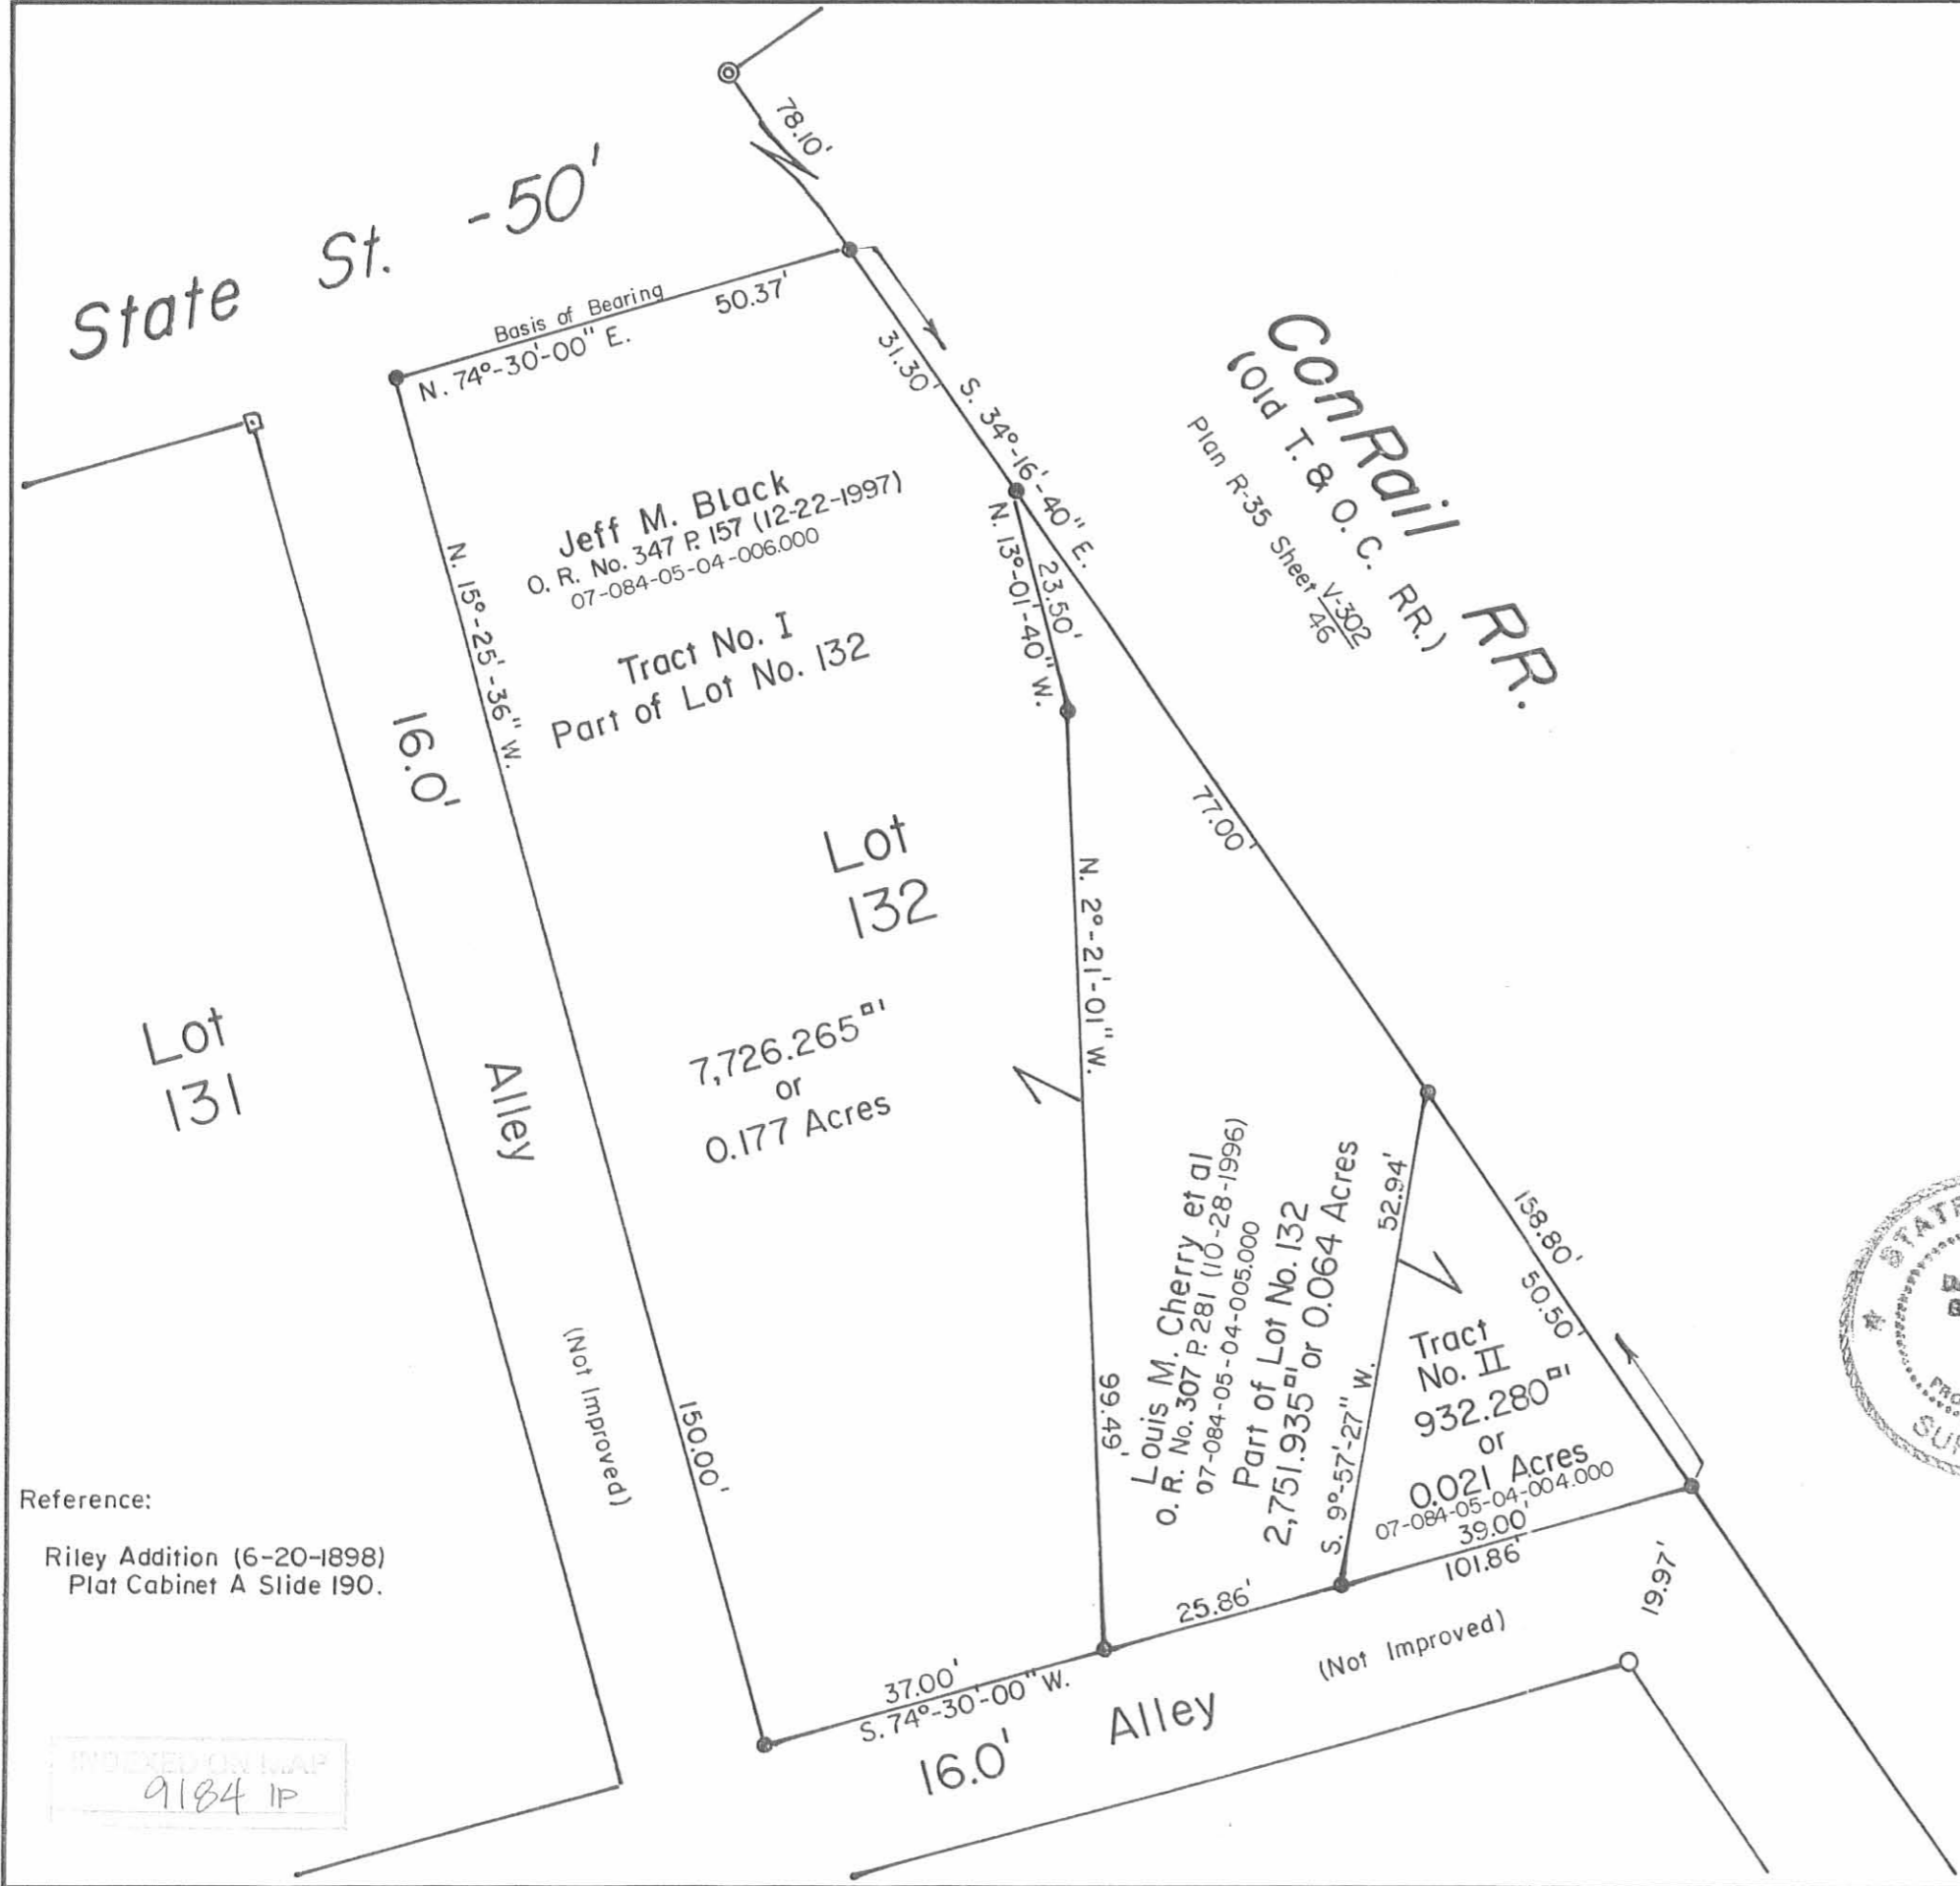 78.10'
State St. -50'
Basis of Bearing 50.37'
N. 74°-30'-00" E.
31.30'
S. 34°-16'-40" E.
ConRail RR.
(Old T. & O. C. RR.)
Plan R-35 Sheet V-302
46
Jeff M. Black
O. R. No. 347 P. 157 (12-22-1997)
07-084-05-04-006.000
N. 13°-01'-40" W.
23.50'
N. 15°-25'-36" W.
Tract No. I
Part of Lot No. 132
16.0'
77.00'
Lot
132
N. 2°-21'-01" W.
7,726.265□'
or
0.177 Acres
Lot
131
Alley
(Not Improved)
150.00'
99.49'
Louis M. Cherry et al
O. R. No. 307 P. 281 (10-28-1996)
07-084-05-04-005.000
Part of Lot No. 132
2,751.935□' or 0.064 Acres
52.94'
S. 9°-57'-27" W.
158.80'
50.50'
Tract
No. II
932.280□'
or
0.021 Acres
07-084-05-04-004.000
39.00'
101.86'
19.97'
25.86'
37.00'
S. 74°-30'-00" W.
16.0' Alley (Not Improved)
Reference:
Riley Addition (6-20-1898)
Plat Cabinet A Slide 190.
INDEXED ON MAP
9184 IP